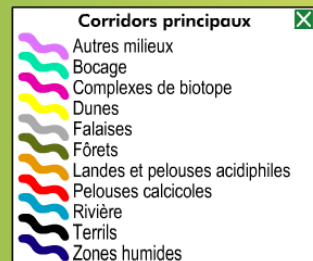 Corridors principaux
Autres milieux
Bocage
Complexes de biotope
Dunes
Falaises
Fôrets
Landes et pelouses acidiphiles
Pelouses calcicoles
Rivière
Terrils
Zones humides